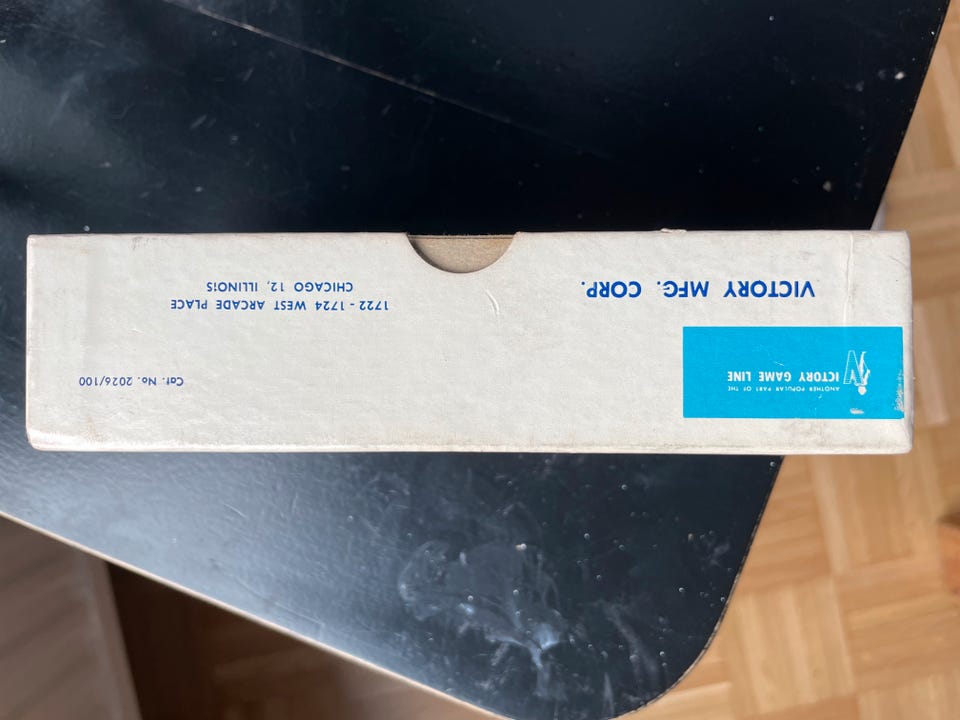 ANOTHER POPULAR PART OF THE
VICTORY GAME LINE
VICTORY MFG. CORP.
Cat. No. 2026/100
1722 - 1724 WEST ARCADE PLACE
CHICAGO 12, ILLINOiS